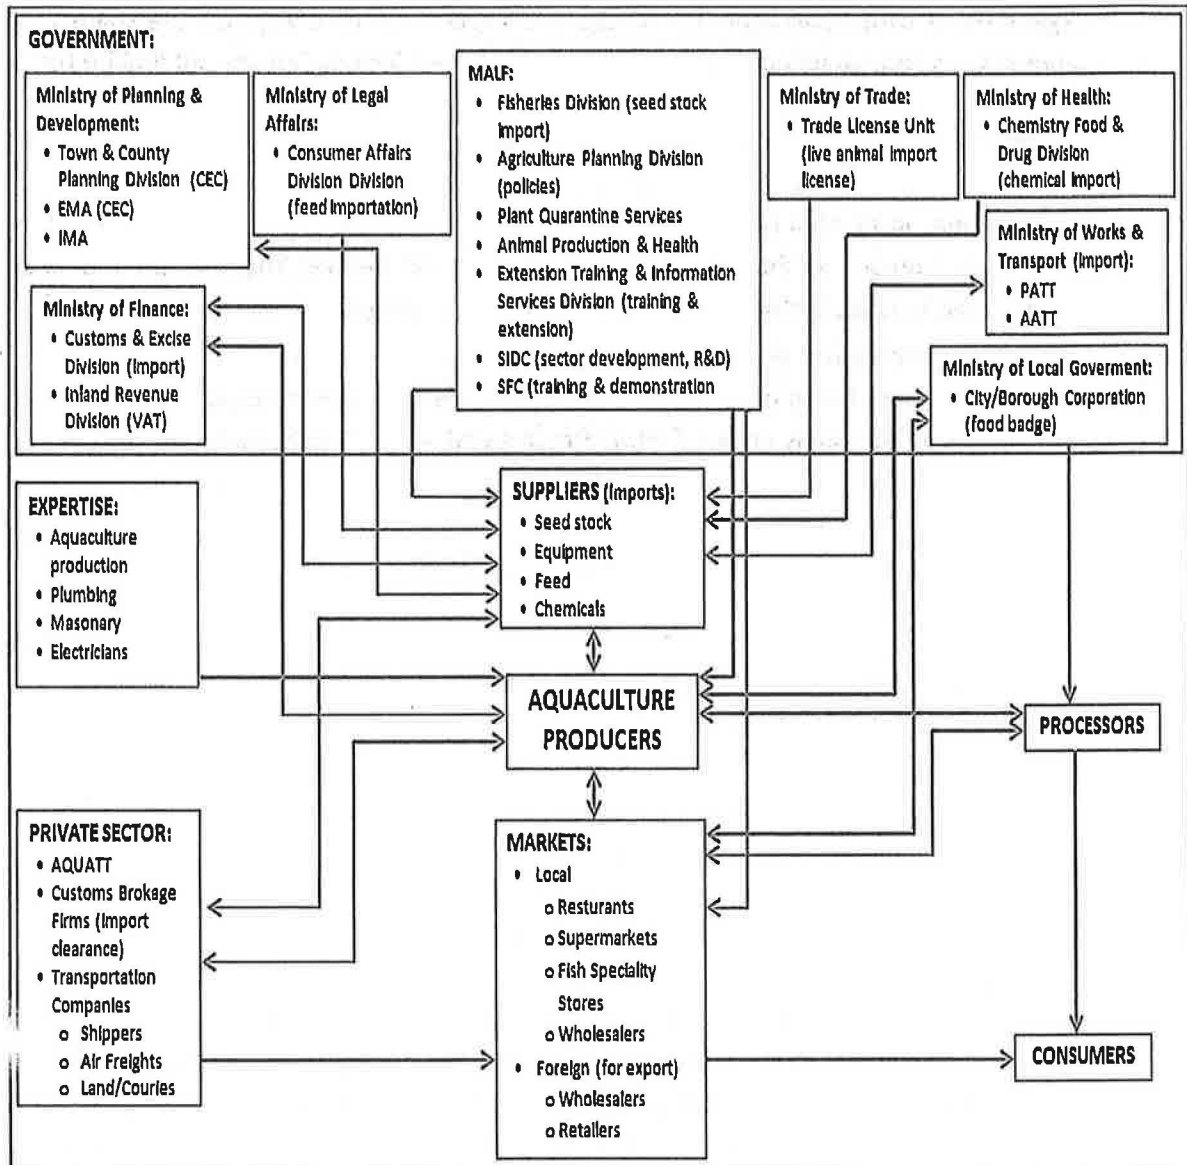 GOVERNMENT:
Ministry of Planning &
Development:
• Town & County
Planning Division (CEC)
• EMA (CEC)
• IMA
Ministry of Legal
Affairs:
• Consumer Affairs
Division Division
(feed importation)
MALF:
• Fisheries Division (seed stock
import)
• Agriculture Planning Division
(policies)
• Plant Quarantine Services
• Animal Production & Health
• Extension Training & Information
Services Division (training &
extension)
• SIDC (sector development, R&D)
• SFC (training & demonstration
Ministry of Trade:
• Trade License Unit
(live animal import
license)
Ministry of Health:
• Chemistry Food &
Drug Division
(chemical import)
Ministry of Works &
Transport (import):
• PATT
• AATT
Ministry of Finance:
• Customs & Excise
Division (import)
• Inland Revenue
Division (VAT)
Ministry of Local Goverment:
• City/Borough Corporation
(food badge)
EXPERTISE:
• Aquaculture
production
• Plumbing
• Masonary
• Electricians
SUPPLIERS (Imports):
• Seed stock
• Equipment
• Feed
• Chemicals
AQUACULTURE
PRODUCERS
PROCESSORS
PRIVATE SECTOR:
• AQUATT
• Customs Brokage
Firms (import
clearance)
• Transportation
Companies
o Shippers
o Air Freights
o Land/Couries
MARKETS:
• Local
o Resturants
o Supermarkets
o Fish Speciality
Stores
o Wholesalers
• Foreign (for export)
o Wholesalers
o Retailers
CONSUMERS